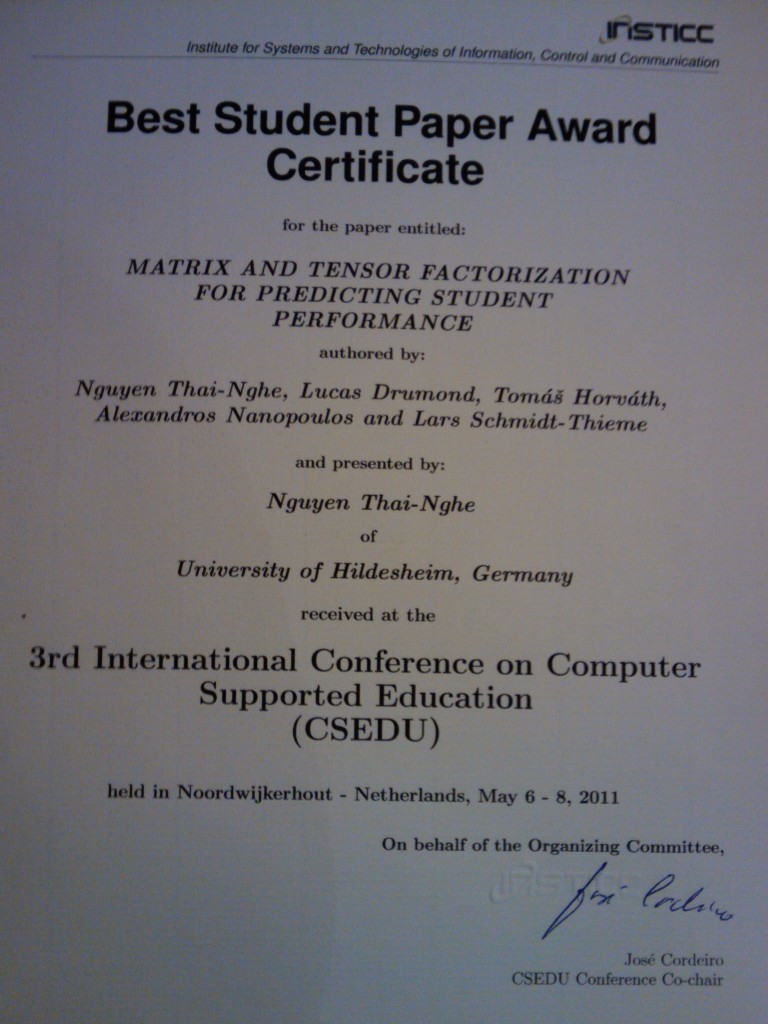 INSTICC
Institute for Systems and Technologies of Information, Control and Communication
Best Student Paper Award
Certificate
for the paper entitled:
MATRIX AND TENSOR FACTORIZATION
FOR PREDICTING STUDENT
PERFORMANCE
authored by:
Nguyen Thai-Nghe, Lucas Drumond, Tomáš Horváth,
Alexandros Nanopoulos and Lars Schmidt-Thieme
and presented by:
Nguyen Thai-Nghe
of
University of Hildesheim, Germany
received at the
3rd International Conference on Computer
Supported Education
(CSEDU)
held in Noordwijkerhout - Netherlands, May 6 - 8, 2011
On behalf of the Organizing Committee,
INSTICC
José Cordeiro
José Cordeiro
CSEDU Conference Co-chair